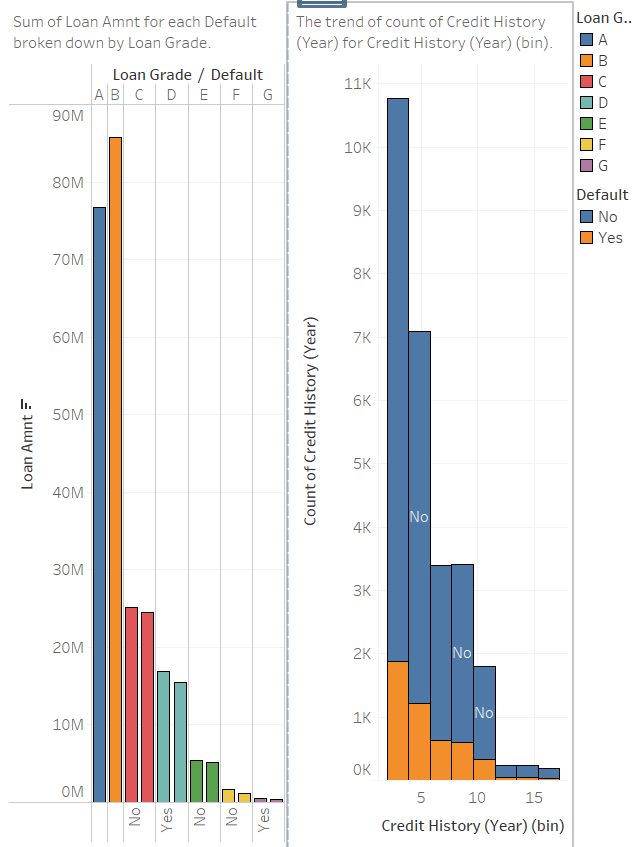 Sum of Loan Amnt for each Default
broken down by Loan Grade.
Loan Grade / Default
A B C D E F G
90M
80M
70M
60M
50M
40M
30M
20M
10M
0M
Loan Amnt
No Yes No No Yes
The trend of count of Credit History
(Year) for Credit History (Year) (bin).
11K
10K
9K
8K
7K
6K
5K
4K
3K
2K
1K
0K
Count of Credit History (Year)
No
No
No
5 10 15
Credit History (Year) (bin)
Loan G..
A
B
C
D
E
F
G
Default
No
Yes